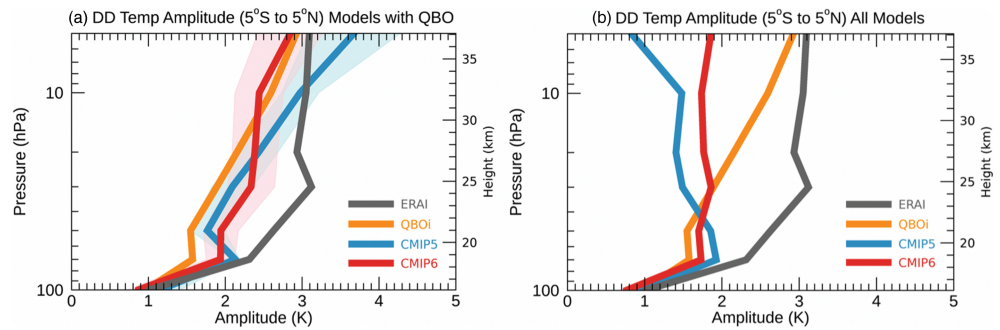 (a) DD Temp Amplitude (5°S to 5°N) Models with QBO
Pressure (hPa)
10
100
35
30
25
20
Height (km)
ERAI
QBOi
CMIP5
CMIP6
0 1 2 3 4 5
Amplitude (K)
(b) DD Temp Amplitude (5°S to 5°N) All Models
Pressure (hPa)
10
100
35
30
25
20
Height (km)
ERAI
QBOi
CMIP5
CMIP6
0 1 2 3 4 5
Amplitude (K)